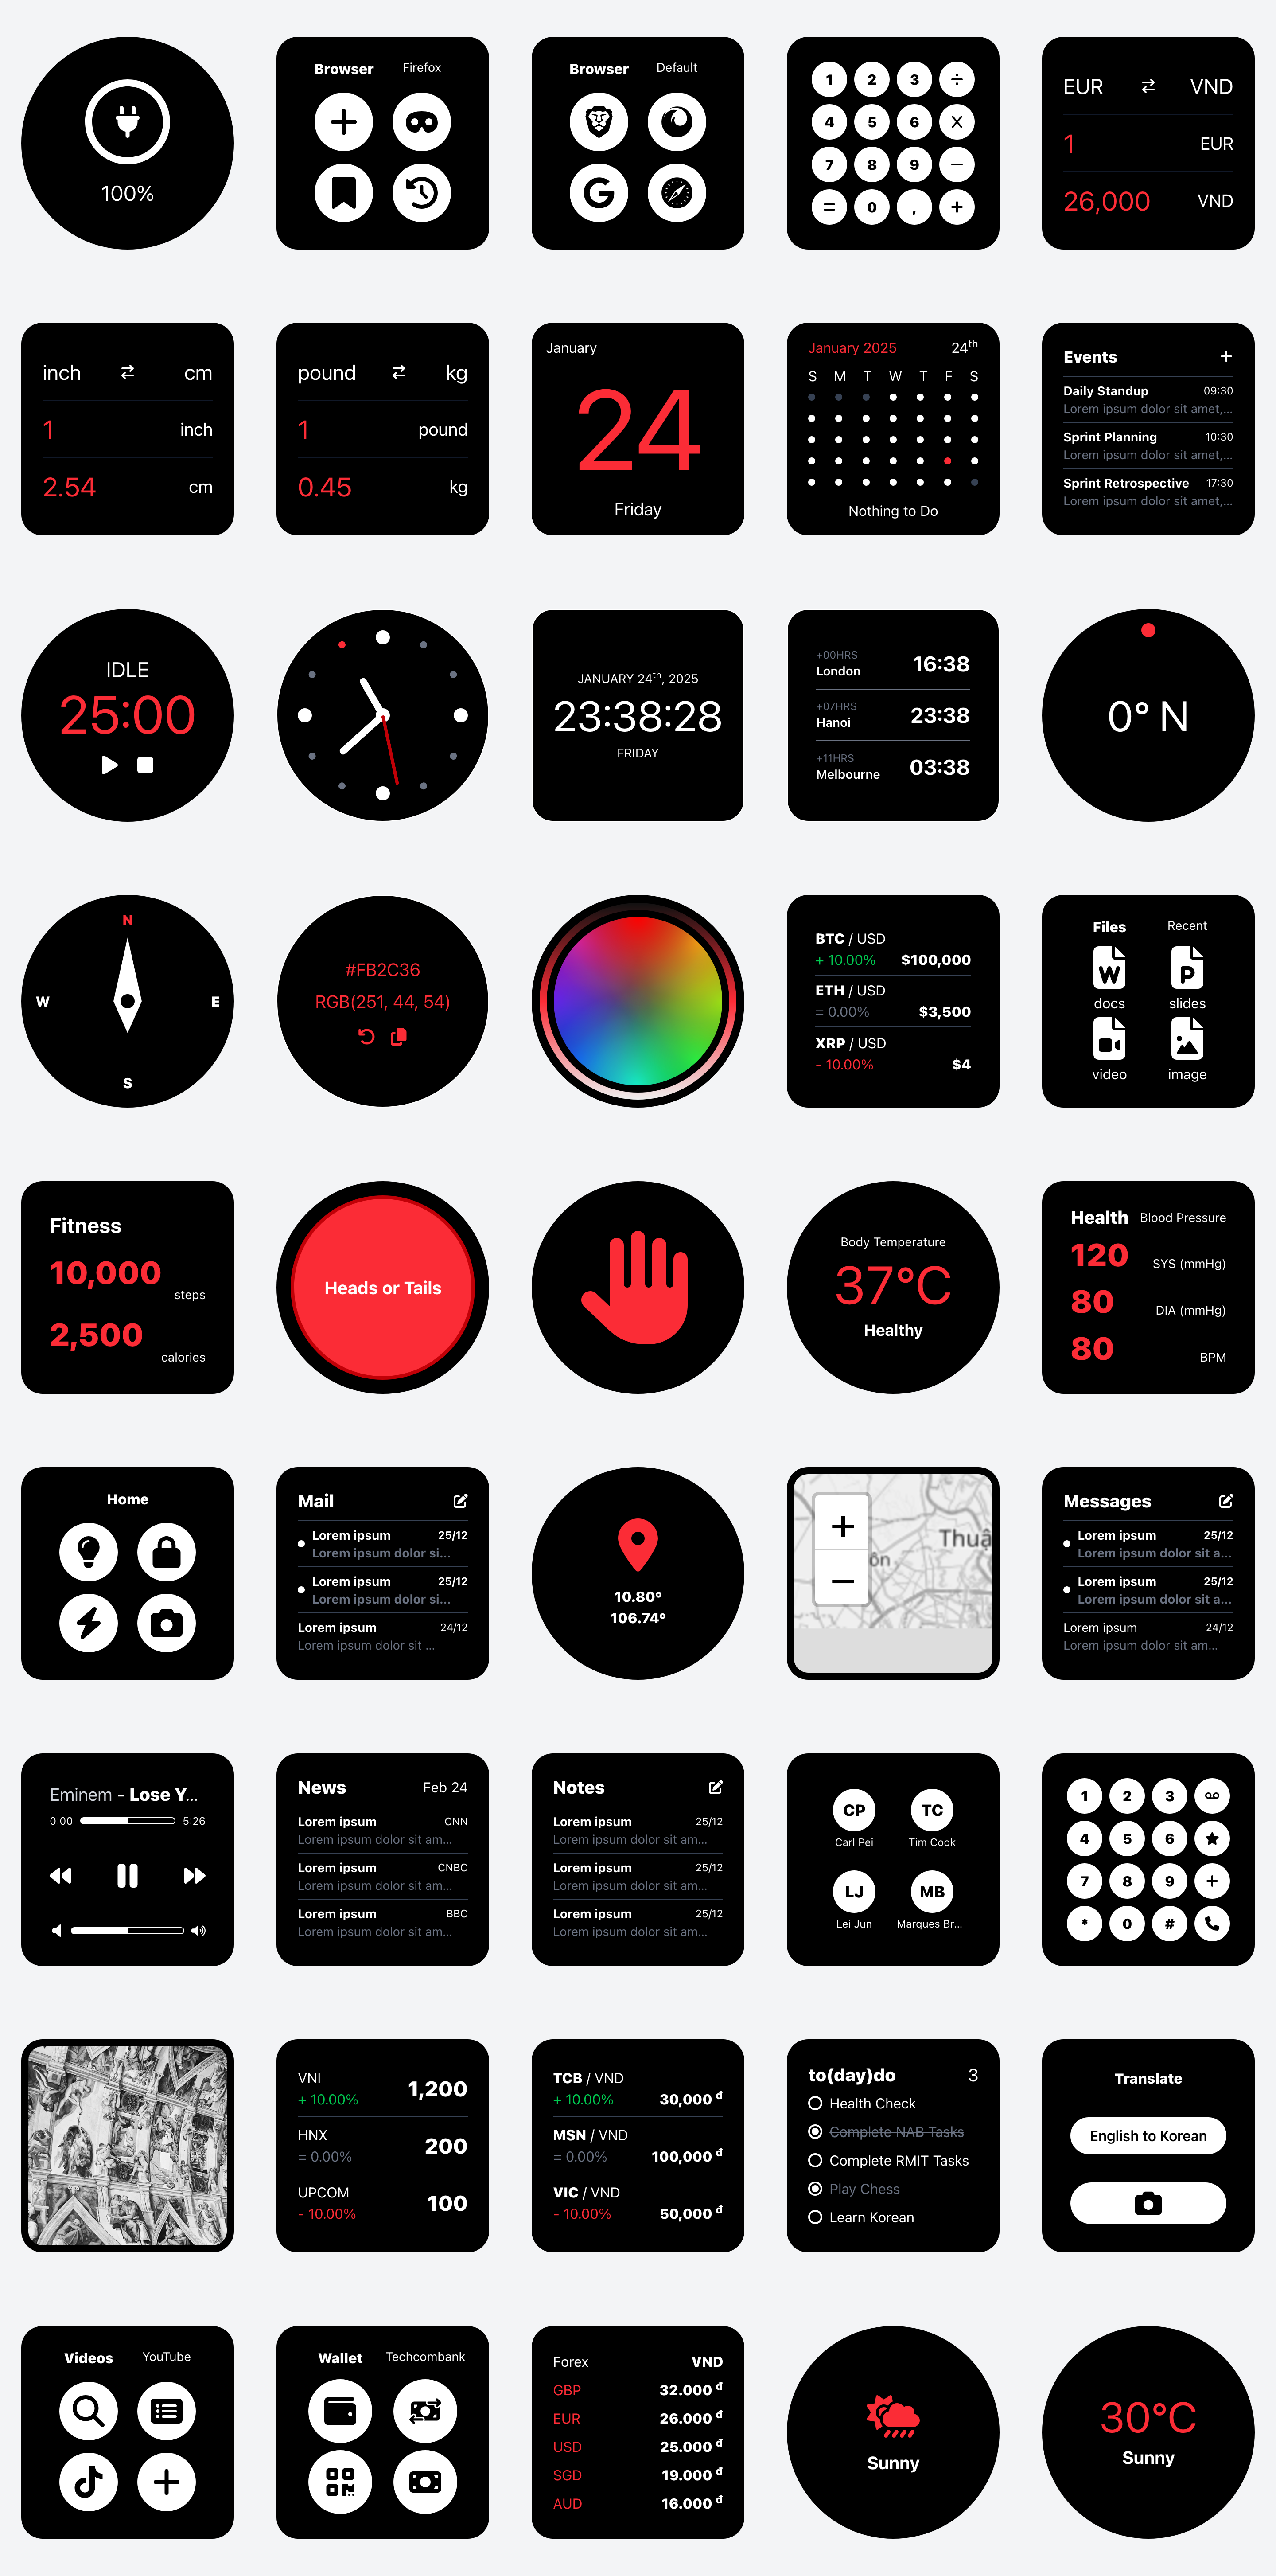 100%
Browser Firefox
Browser Default
1 2 3 ÷
4 5 6 X
7 8 9 −
= 0 , +
EUR VND
1 EUR
26,000 VND
inch cm
1 inch
2.54 cm
pound kg
1 pound
0.45 kg
January
24
Friday
January 2025 24th
S M T W T F S
Nothing to Do
Events +
Daily Standup 09:30
Lorem ipsum dolor sit amet,...
Sprint Planning 10:30
Lorem ipsum dolor sit amet,...
Sprint Retrospective 17:30
Lorem ipsum dolor sit amet,...
IDLE
25:00
JANUARY 24th, 2025
23:38:28
FRIDAY
+00HRS
London 16:38
+07HRS
Hanoi 23:38
+11HRS
Melbourne 03:38
0° N
N
W E
S
#FB2C36
RGB(251, 44, 54)
BTC / USD
+ 10.00% $100,000
ETH / USD
= 0.00% $3,500
XRP / USD
- 10.00% $4
Files Recent
W P
docs slides
video image
Fitness
10,000
steps
2,500
calories
Heads or Tails
Body Temperature
37°C
Healthy
Health Blood Pressure
120 SYS (mmHg)
80 DIA (mmHg)
80 BPM
Home
Mail
Lorem ipsum 25/12
Lorem ipsum dolor si...
Lorem ipsum 25/12
Lorem ipsum dolor si...
Lorem ipsum 24/12
Lorem ipsum dolor sit ...
10.80°
106.74°
+
−
Thuậ
ôn
Messages
Lorem ipsum 25/12
Lorem ipsum dolor sit a...
Lorem ipsum 25/12
Lorem ipsum dolor sit a...
Lorem ipsum 24/12
Lorem ipsum dolor sit am...
Eminem - Lose Y...
0:00 5:26
News Feb 24
Lorem ipsum CNN
Lorem ipsum dolor sit am...
Lorem ipsum CNBC
Lorem ipsum dolor sit am...
Lorem ipsum BBC
Lorem ipsum dolor sit am...
Notes
Lorem ipsum 25/12
Lorem ipsum dolor sit am...
Lorem ipsum 25/12
Lorem ipsum dolor sit am...
Lorem ipsum 25/12
Lorem ipsum dolor sit am...
CP TC
Carl Pei Tim Cook
LJ MB
Lei Jun Marques Br...
1 2 3
4 5 6
7 8 9 +
* 0 #
VNI
+ 10.00% 1,200
HNX
= 0.00% 200
UPCOM
- 10.00% 100
TCB / VND
+ 10.00% 30,000 đ
MSN / VND
= 0.00% 100,000 đ
VIC / VND
- 10.00% 50,000 đ
to(day)do 3
Health Check
Complete NAB Tasks
Complete RMIT Tasks
Play Chess
Learn Korean
Translate
English to Korean
Videos YouTube
Wallet Techcombank
Forex VND
GBP 32.000 đ
EUR 26.000 đ
USD 25.000 đ
SGD 19.000 đ
AUD 16.000 đ
Sunny
30°C
Sunny